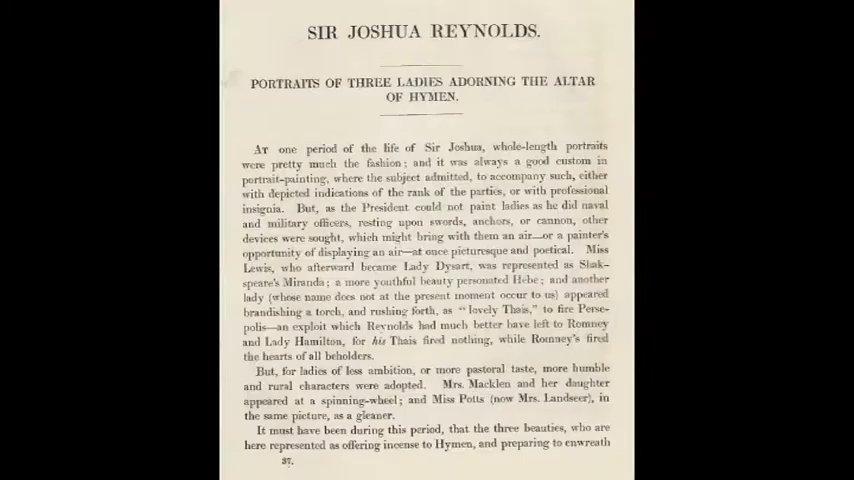 SIR JOSHUA REYNOLDS.
PORTRAITS OF THREE LADIES ADORNING THE ALTAR
OF HYMEN.
At one period of the life of Sir Joshua, whole-length portraits
were pretty much the fashion; and it was always a good custom in
portrait-painting, where the subject admitted, to accompany such, either
with depicted indications of the rank of the parties, or with professional
insignia. But, as the President could not paint ladies as he did naval
and military officers, resting upon swords, anchors, or cannon, other
devices were sought, which might bring with them an air—or a painter's
opportunity of displaying an air—at once picturesque and poetical. Miss
Lewis, who afterward became Lady Dysart, was represented as Shak-
speare's Miranda; a more youthful beauty personated Hebe; and another
lady (whose name does not at the present moment occur to us) appeared
brandishing a torch, and rushing forth, as "lovely Thais," to fire Perse-
polis—an exploit which Reynolds had much better have left to Romney
and Lady Hamilton, for his Thais fired nothing, while Romney's fired
the hearts of all beholders.
But, for ladies of less ambition, or more pastoral taste, more humble
and rural characters were adopted. Mrs. Macklen and her daughter
appeared at a spinning-wheel; and Miss Potts (now Mrs. Landseer), in
the same picture, as a gleaner.
It must have been during this period, that the three beauties, who are
here represented as offering incense to Hymen, and preparing to enwreath
37.